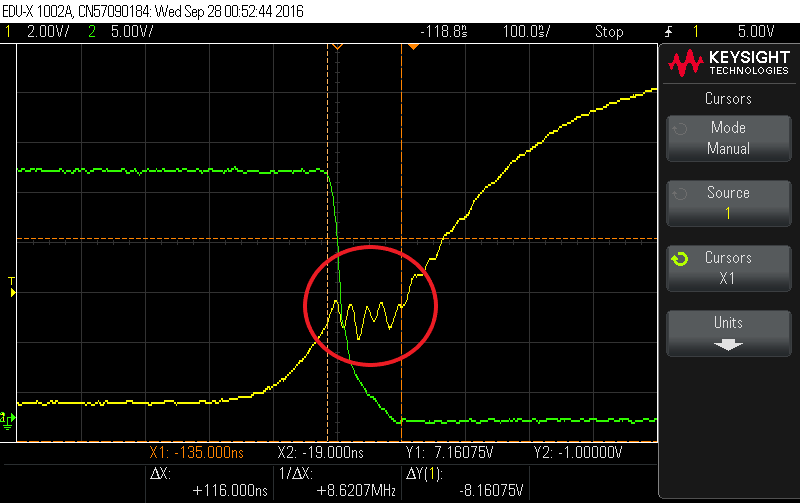 EDU-X 1002A, CN57090184: Wed Sep 28 00:52:44 2016
1 2.00V/ 2 5.00V/ -118.8ns 100.0ns/ Stop 1 5.00V
KEYSIGHT
TECHNOLOGIES
Cursors
Mode
Manual
Source
1
Cursors
X1
Units
T
X1: -135.000ns X2: -19.000ns Y1: 7.16075V Y2: -1.00000V
ΔX:
+116.000ns
1/ΔX:
+8.6207MHz
ΔY(1):
-8.16075V